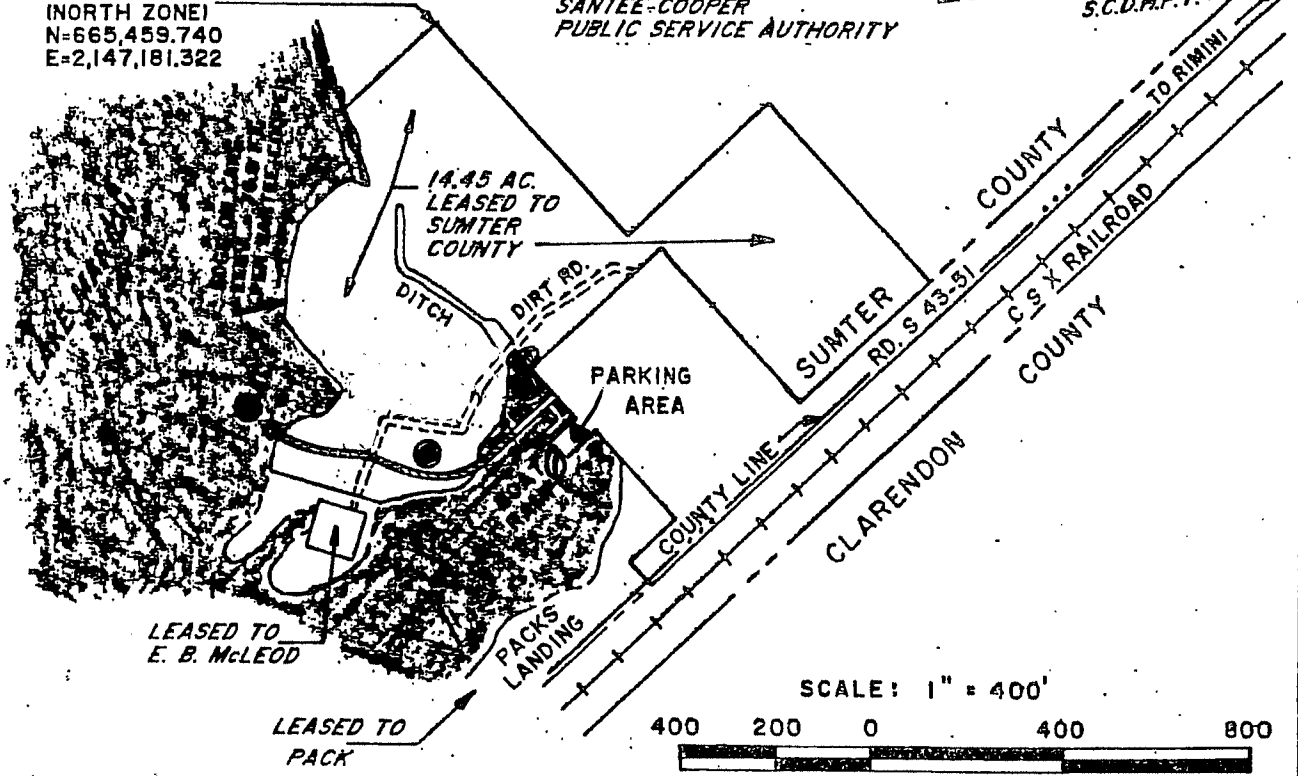 (NORTH ZONE)
N=665,459.740
E=2,147,181.322
SANTEE-COOPER
PUBLIC SERVICE AUTHORITY
TO RIMINI
COUNTY
14.45 AC.
LEASED TO
SUMTER
COUNTY
DITCH
DIRT RD.
SUMTER
RD. S 43-51
C S X RAILROAD
COUNTY
PARKING
AREA
BOAT
RAMP
COUNTY LINE
CLARENDON
LEASED TO
E. B. McLEOD
PACKS
LANDING
LEASED TO
PACK
SCALE: 1" = 400'
400 200 0 400 800